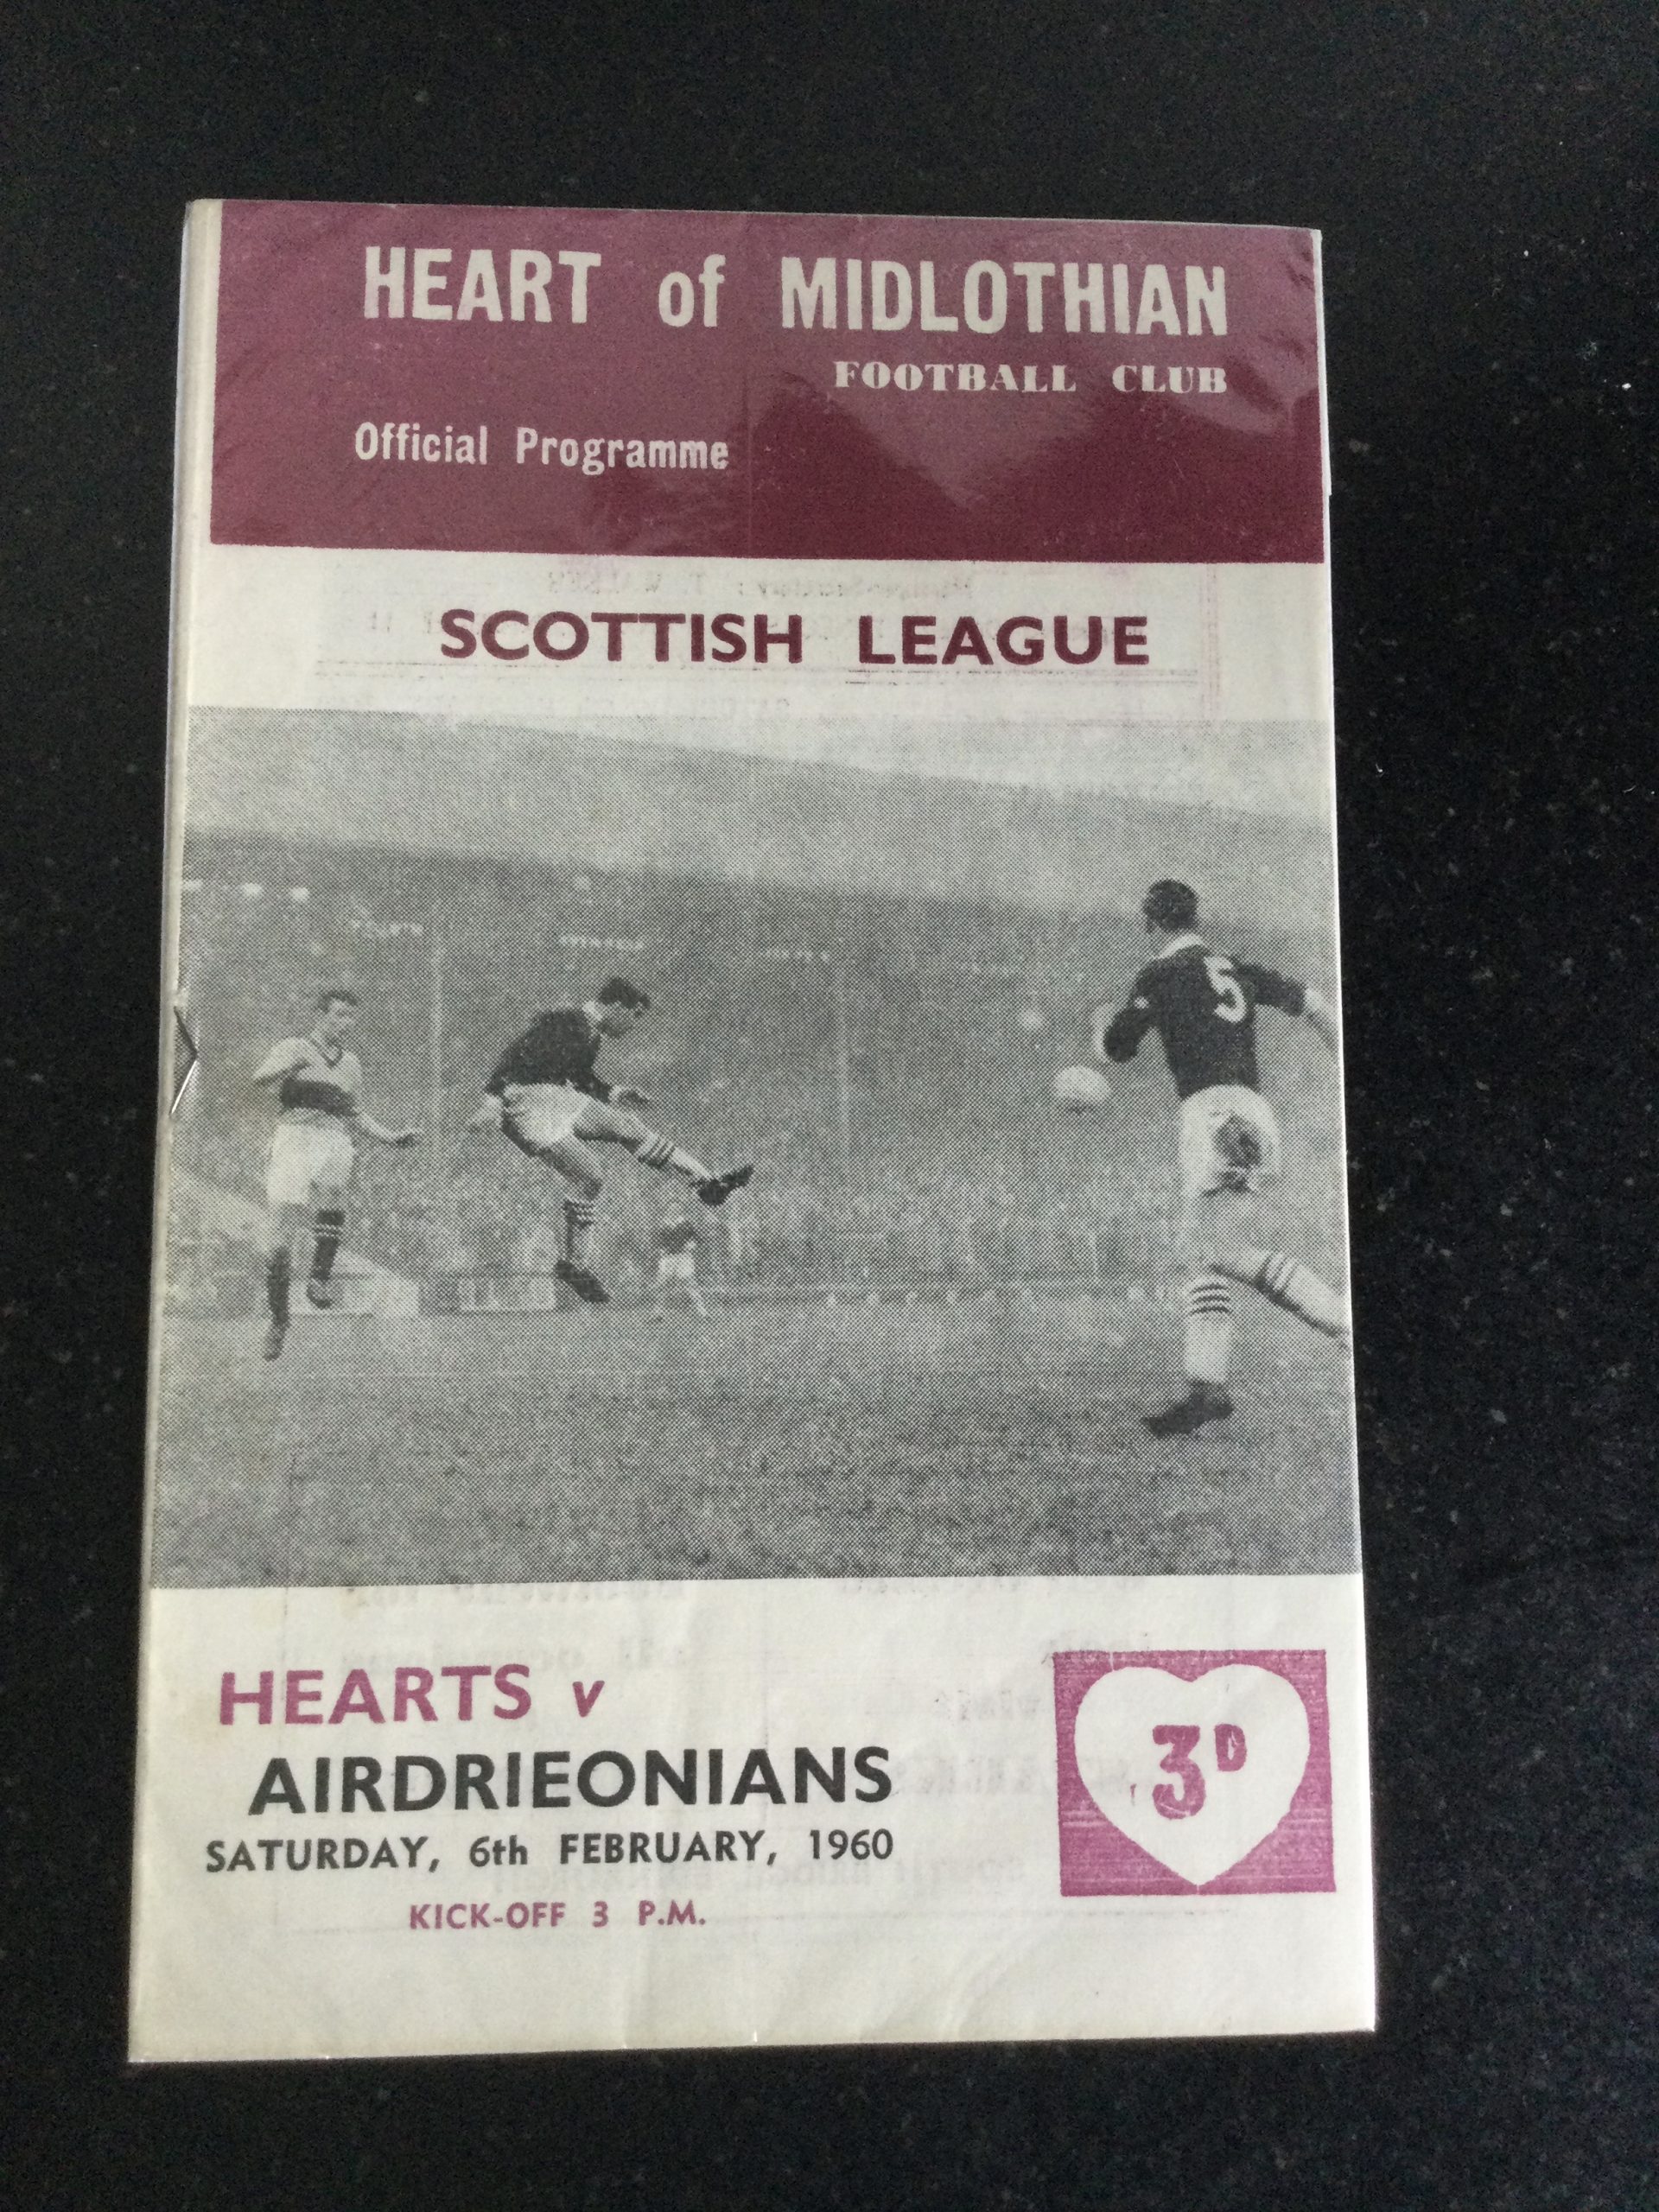 HEART of MIDLOTHIAN
FOOTBALL CLUB
Official Programme
SCOTTISH LEAGUE
5
HEARTS v
AIRDRIEONIANS
SATURDAY, 6th FEBRUARY, 1960
KICK-OFF 3 P.M.
3D